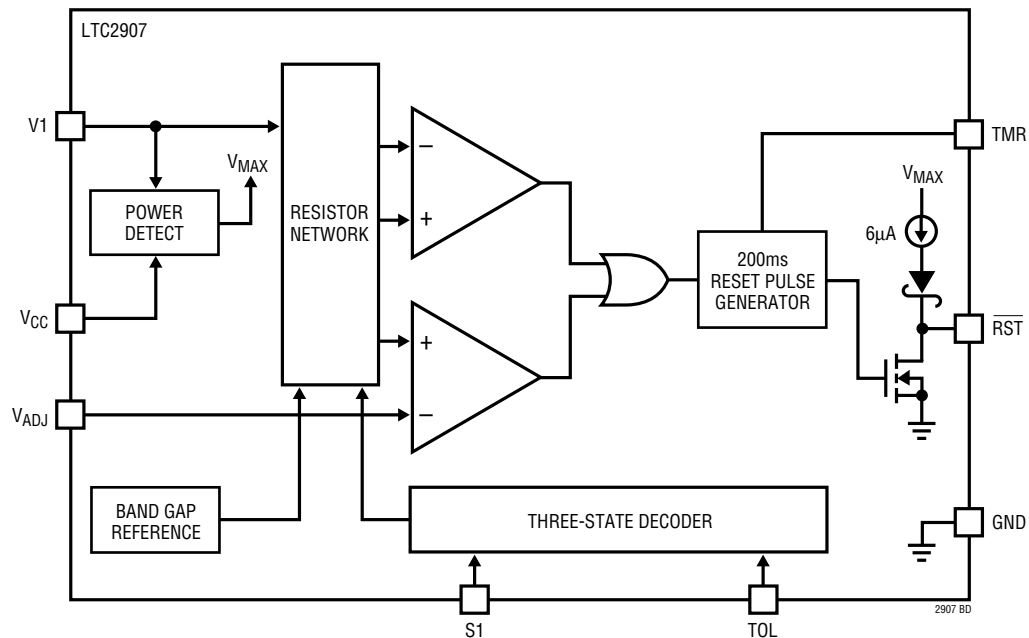 LTC2907
V1
VMAX
POWER
DETECT
VCC
VADJ
RESISTOR
NETWORK
−
+
+
−
BAND GAP
REFERENCE
THREE-STATE DECODER
200ms
RESET PULSE
GENERATOR
TMR
VMAX
6μA
RST
GND
S1
TOL
2907 BD